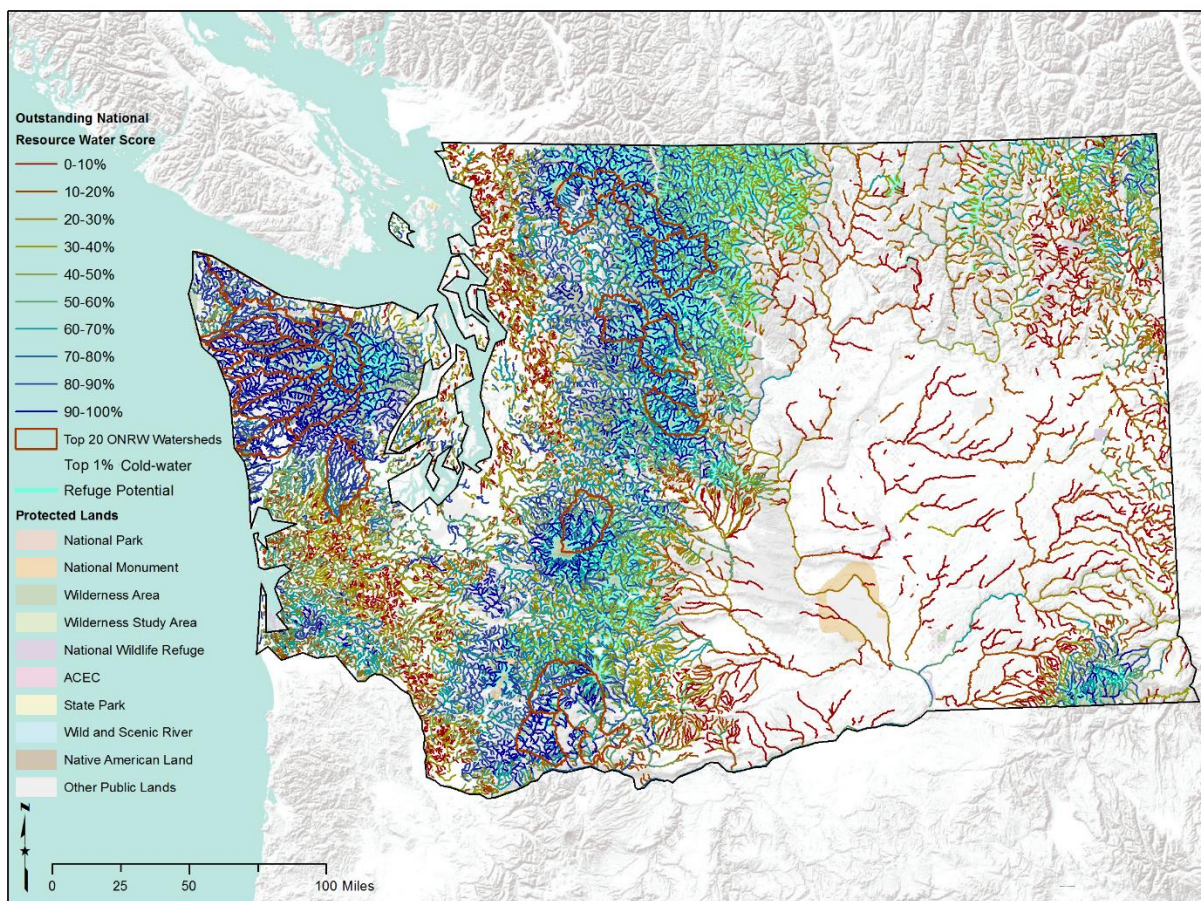 Outstanding National
Resource Water Score
0-10%
10-20%
20-30%
30-40%
40-50%
50-60%
60-70%
70-80%
80-90%
90-100%
Top 20 ONRW Watersheds
Top 1% Cold-water
Refuge Potential
Protected Lands
National Park
National Monument
Wilderness Area
Wilderness Study Area
National Wildlife Refuge
ACEC
State Park
Wild and Scenic River
Native American Land
Other Public Lands
N
0 25 50 100 Miles